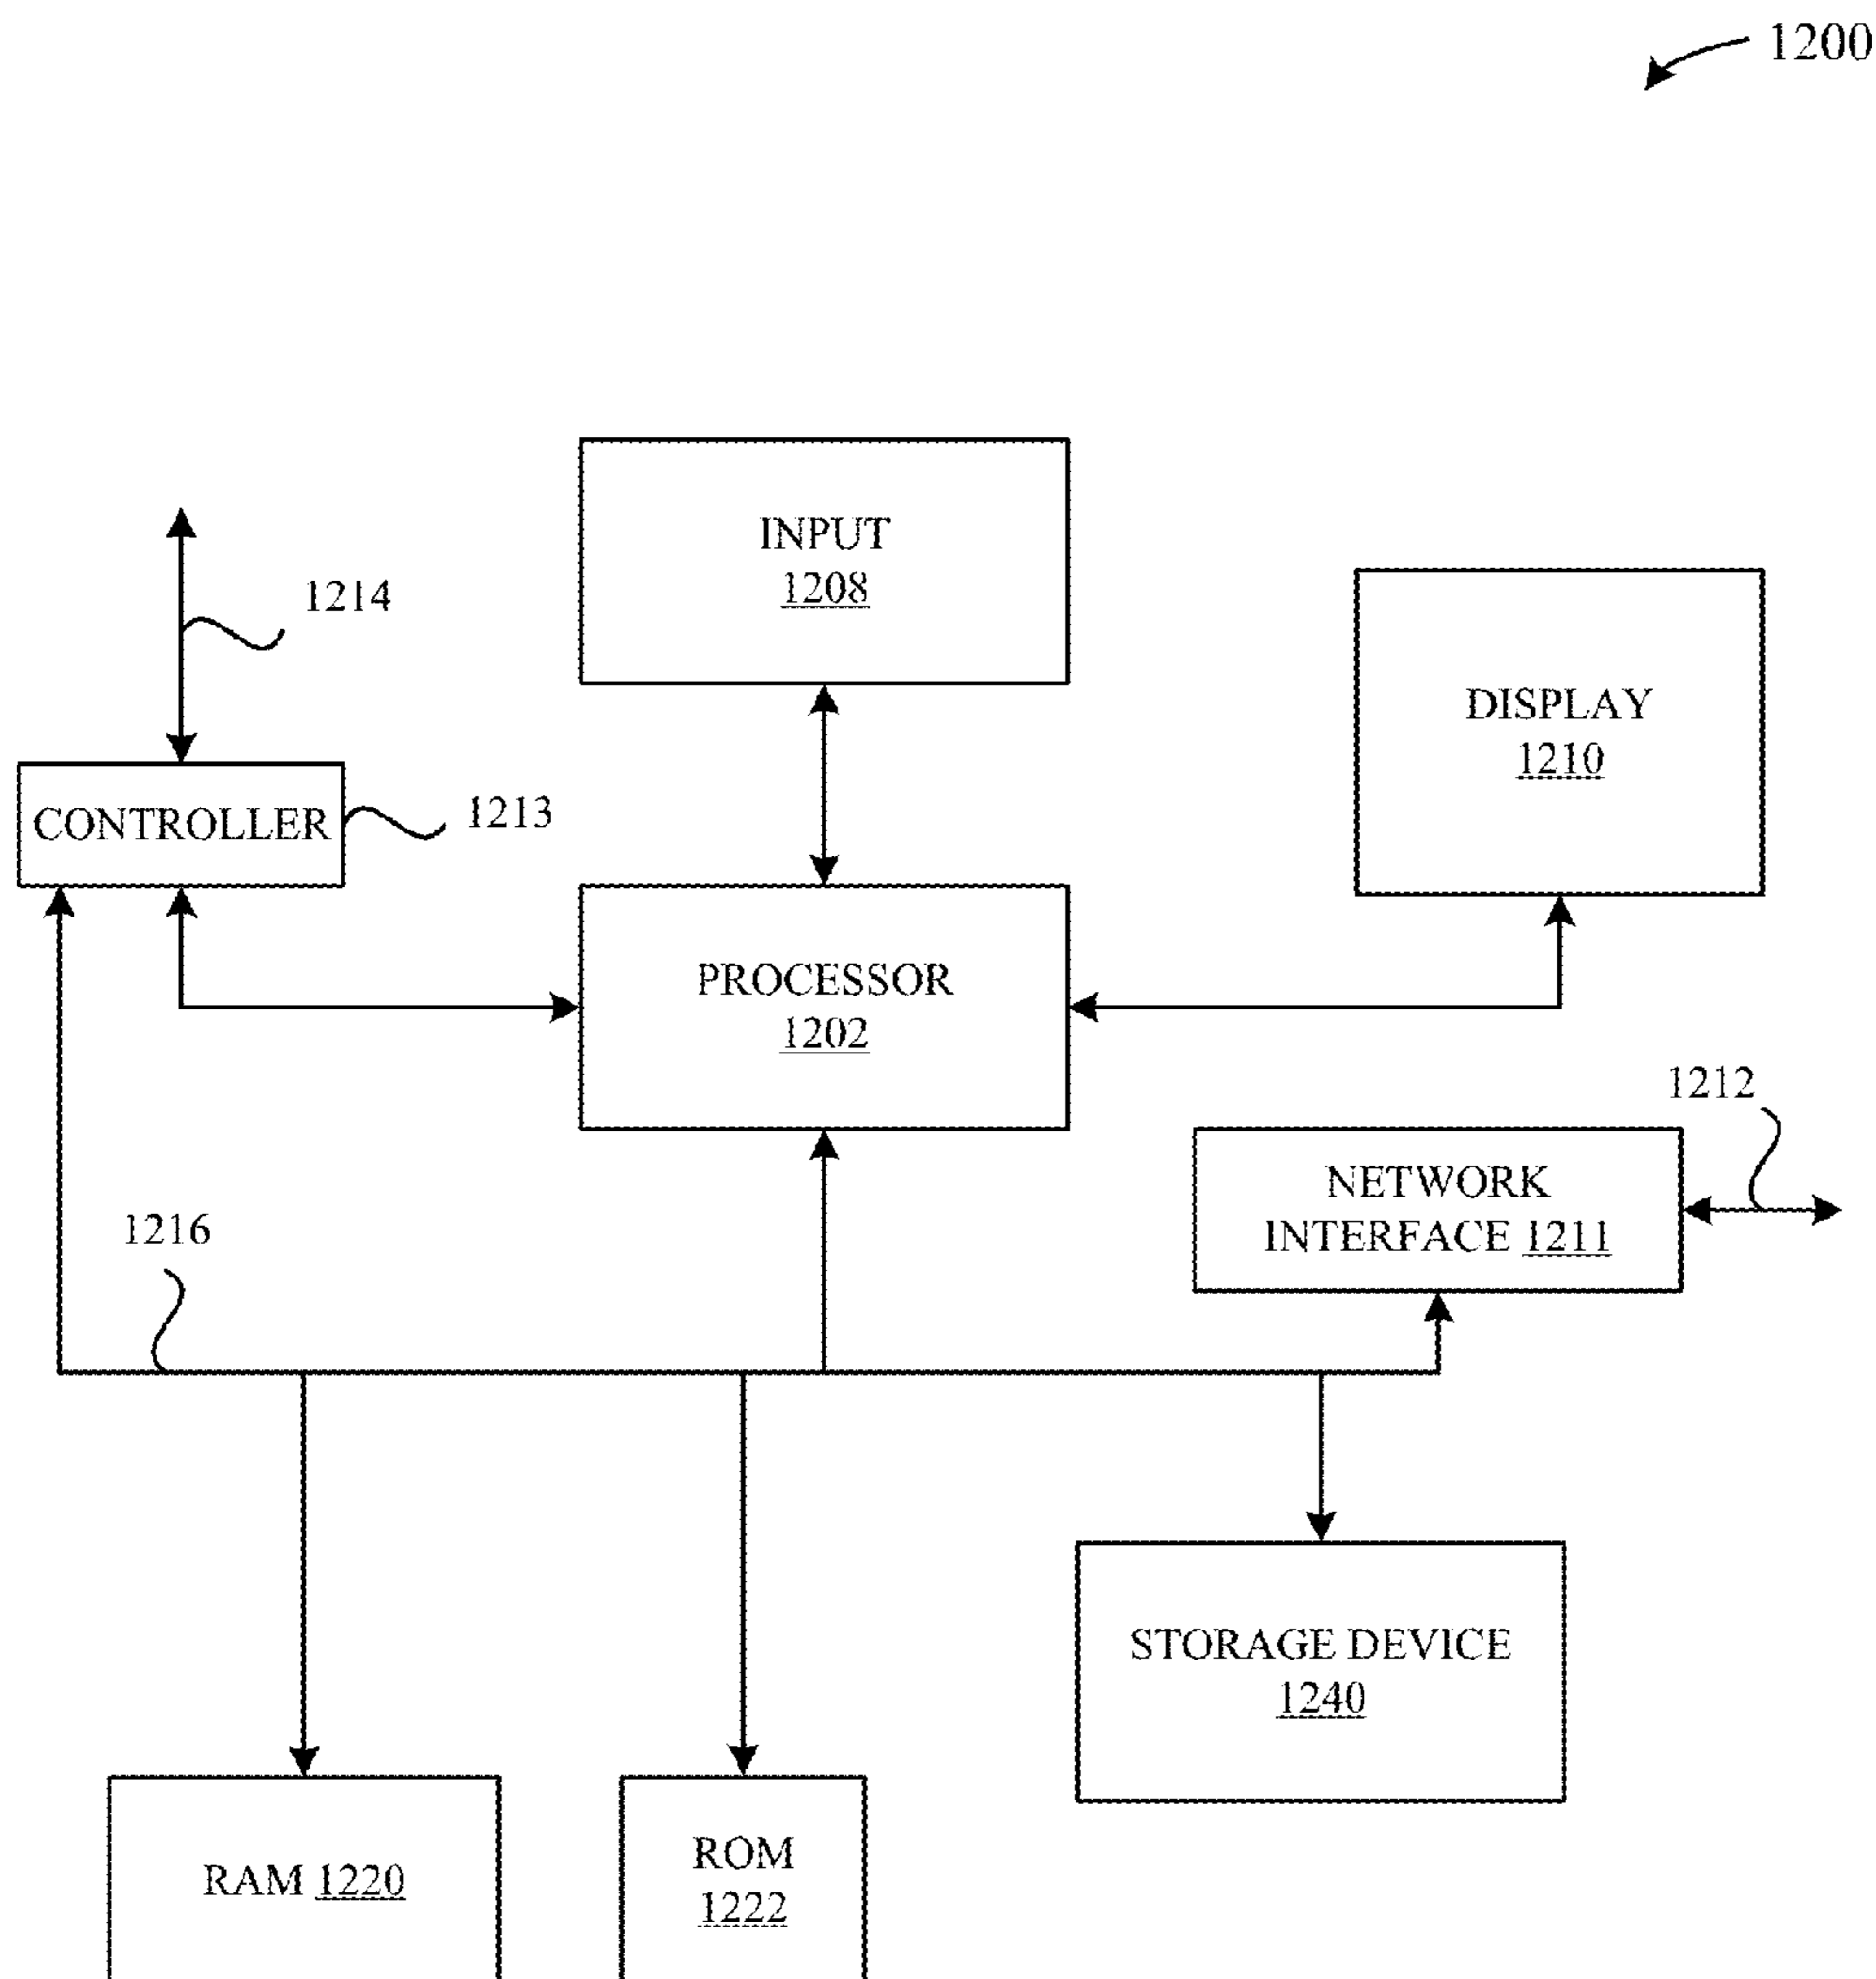 1200
INPUT
1208
1214
DISPLAY
1210
CONTROLLER
1213
PROCESSOR
1202
1212
NETWORK
INTERFACE 1211
1216
STORAGE DEVICE
1240
RAM 1220
ROM
1222